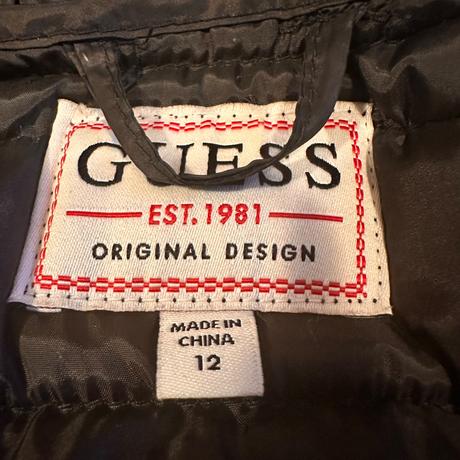 GUESS
EST. 1981
ORIGINAL DESIGN
MADE IN
CHINA
12